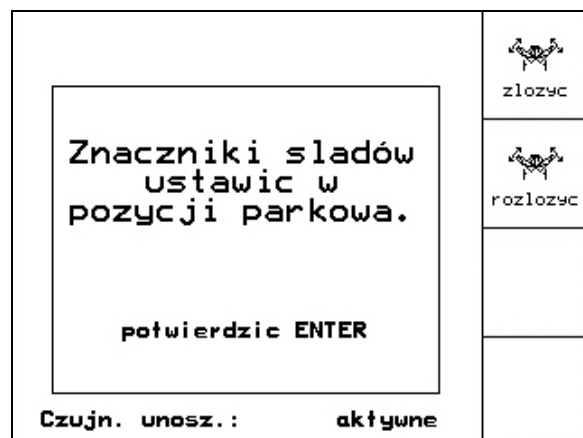 Znaczniki sladów
ustawic w
pozycji parkowa.
potwierdzic ENTER
Czujn. unosz.: aktywne
zlozyc
rozlozyc